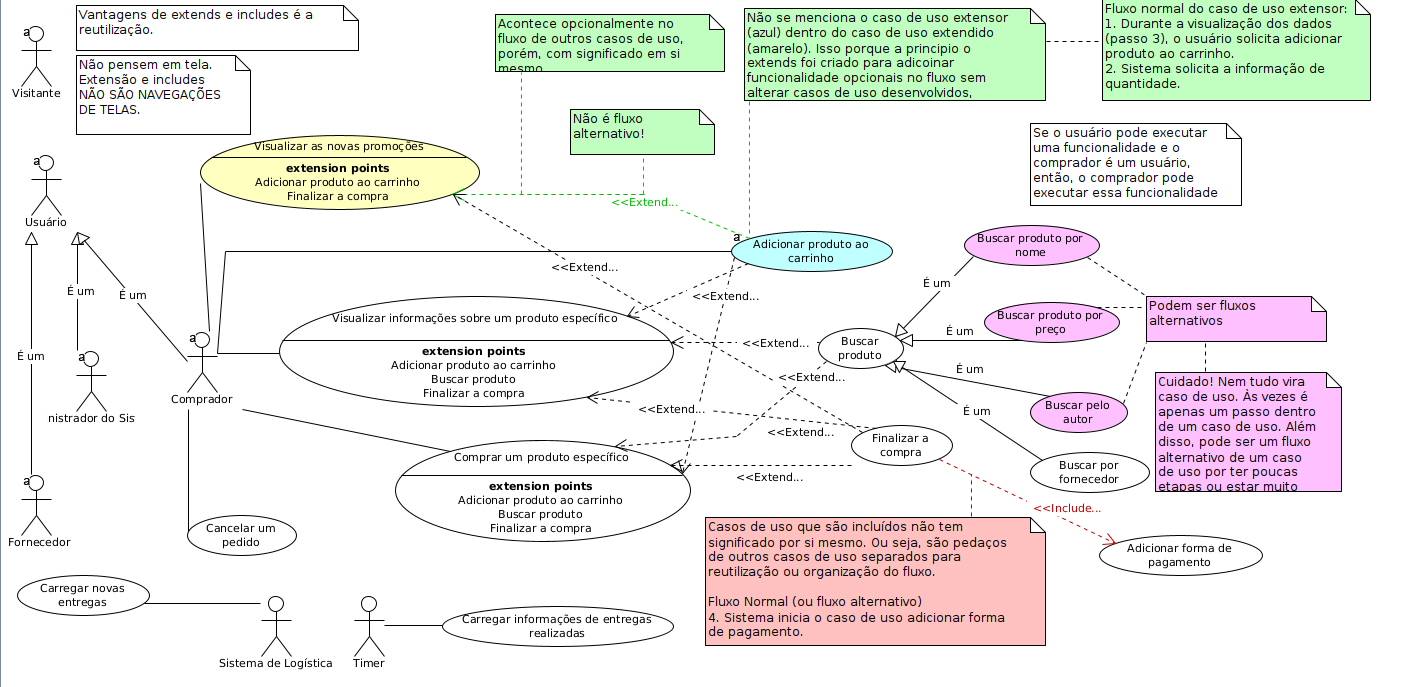 Vantagens de extends e includes é a
reutilização.
Não pensem em tela.
Extensão e includes
NÃO SÃO NAVEGAÇÕES
DE TELAS.
Acontece opcionalmente no
fluxo de outros casos de uso,
porém, com significado em si
mesmo
Não se menciona o caso de uso extensor
(azul) dentro do caso de uso extendido
(amarelo). Isso porque a principio o
extends foi criado para adicoinar
funcionalidade opcionais no fluxo sem
alterar casos de uso desenvolvidos,
Fluxo normal do caso de uso extensor:
1. Durante a visualização dos dados
(passo 3), o usuário solicita adicionar
produto ao carrinho.
2. Sistema solicita a informação de
quantidade.
a
Visitante
Não é fluxo
alternativo!
Se o usuário pode executar
uma funcionalidade e o
comprador é um usuário,
então, o comprador pode
executar essa funcionalidade
Visualizar as novas promoções
extension points
Adicionar produto ao carrinho
Finalizar a compra
a
Usuário
<<Extend...
a
Adicionar produto ao
carrinho
Buscar produto por
nome
<<Extend...
É um
É um
É um
<<Extend...
Podem ser fluxos
alternativos
Buscar produto por
preço
É um
Visualizar informações sobre um produto específico
extension points
Adicionar produto ao carrinho
Buscar produto
Finalizar a compra
a
Comprador
<<Extend...
Buscar
produto
É um
a
nistrador do Sis
É um
<<Extend...
É um
Buscar pelo
autor
Cuidado! Nem tudo vira
caso de uso. Às vezes é
apenas um passo dentro
de um caso de uso. Além
disso, pode ser um fluxo
alternativo de um caso
de uso por ter poucas
etapas ou estar muito
<<Extend...
<<Extend...
Finalizar a
compra
Comprar um produto específico
extension points
Adicionar produto ao carrinho
Buscar produto
Finalizar a compra
<<Extend...
Buscar por
fornecedor
a
Fornecedor
<<Include...
Cancelar um
pedido
Casos de uso que são incluídos não tem
significado por si mesmo. Ou seja, são pedaços
de outros casos de uso separados para
reutilização ou organização do fluxo.
Fluxo Normal (ou fluxo alternativo)
4. Sistema inicia o caso de uso adicionar forma
de pagamento.
Adicionar forma de
pagamento
Carregar novas
entregas
Sistema de Logística
Timer
Carregar informações de entregas
realizadas